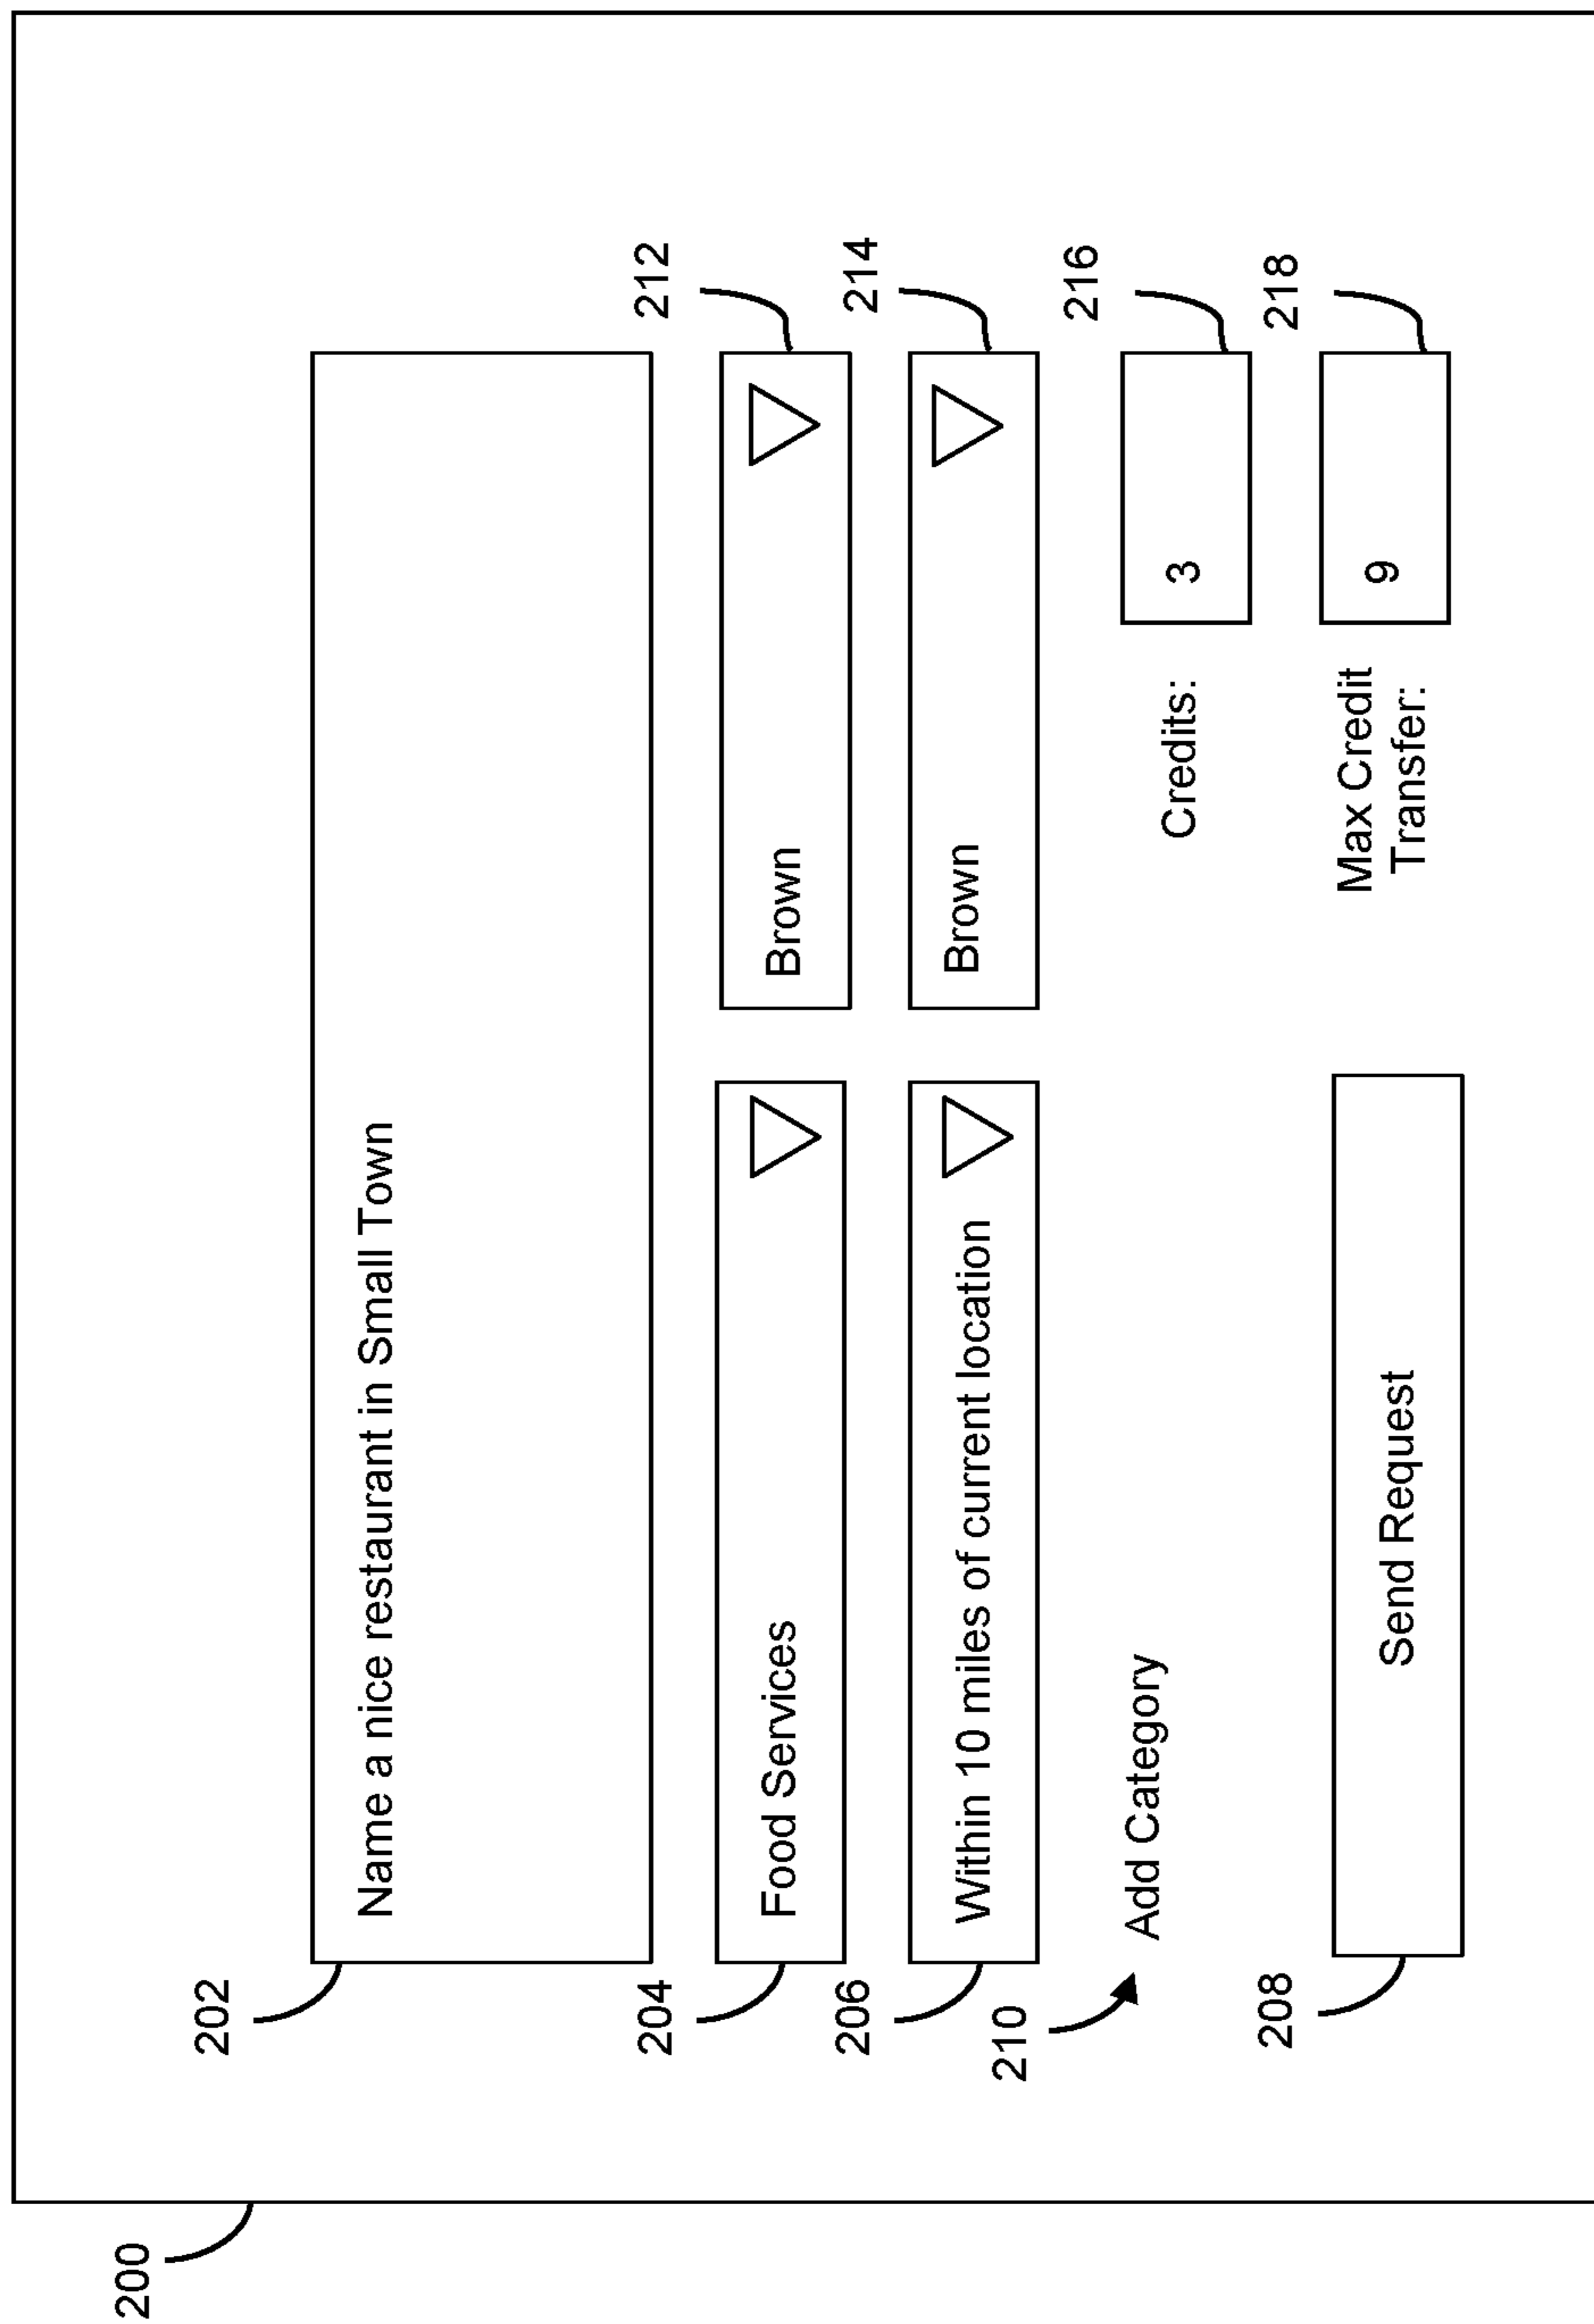 200
202
Name a nice restaurant in Small Town
204
Food Services
Brown
212
206
Within 10 miles of current location
Brown
214
210
Add Category
Credits:
3
216
208
Send Request
Max Credit
Transfer:
9
218